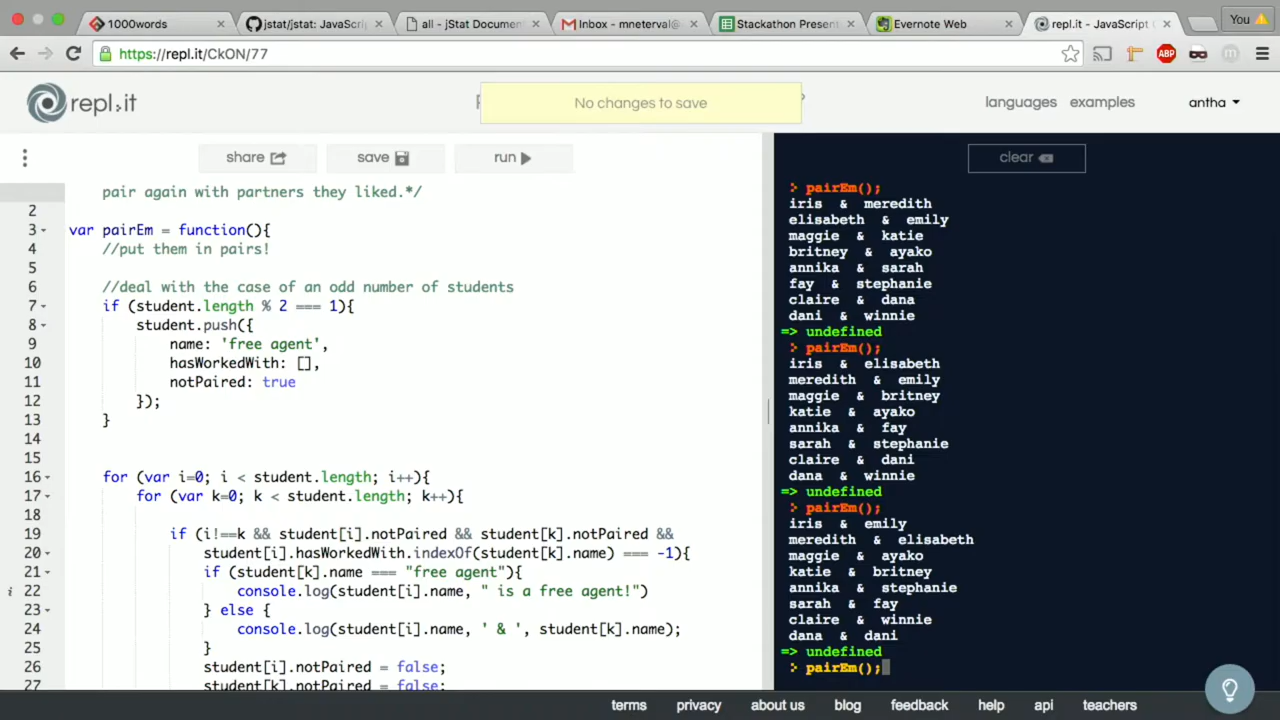 1000words
jstat/jstat: JavaScri
all - jStat Document
Inbox - mneterval@
Stackathon Present
Evernote Web
repl.it - JavaScript
You
https://repl.it/CkON/77
repl.it
No changes to save
languages
examples
antha
share
save
run
clear
pair again with partners they liked.*/
2
3 var pairEm = function(){
4 //put them in pairs!
5
6 //deal with the case of an odd number of students
7 if (student.length % 2 === 1){
8 student.push({
9 name: 'free agent',
10 hasWorkedWith: [],
11 notPaired: true
12 });
13 }
14
15
16 for (var i=0; i < student.length; i++){
17 for (var k=0; k < student.length; k++){
18
19 if (i!==k && student[i].notPaired && student[k].notPaired &&
20 student[i].hasWorkedWith.indexOf(student[k].name) === -1){
21 if (student[k].name === "free agent"){
22 console.log(student[i].name, " is a free agent!")
23 } else {
24 console.log(student[i].name, ' & ', student[k].name);
25 }
26 student[i].notPaired = false;
27 student[k].notPaired = false;
> pairEm();
iris & meredith
elisabeth & emily
maggie & katie
britney & ayako
annika & sarah
fay & stephanie
claire & dana
dani & winnie
=> undefined
> pairEm();
iris & elisabeth
meredith & emily
maggie & britney
katie & ayako
annika & fay
sarah & stephanie
claire & dani
dana & winnie
=> undefined
> pairEm();
iris & emily
meredith & elisabeth
maggie & ayako
katie & britney
annika & stephanie
sarah & fay
claire & winnie
dana & dani
=> undefined
> pairEm();
terms
privacy
about us
blog
feedback
help
api
teachers